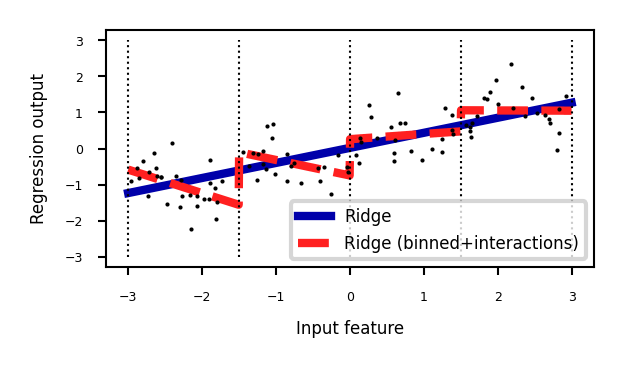 3
2
1
0
−1
−2
−3
Regression output
Ridge
Ridge (binned+interactions)
−3 −2 −1 0 1 2 3
Input feature